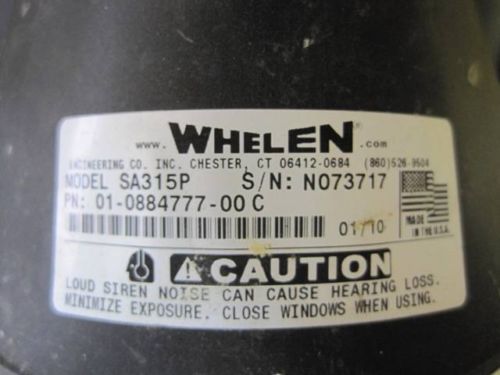 www.WHELEN.com
ENGINEERING CO. INC. CHESTER, CT 06412-0684 (860)526-9504
MODEL SA315P S/N: N073717
PN: 01-0884777-00 C
01/10
MADE
IN THE U.S.A.
CAUTION
LOUD SIREN NOISE CAN CAUSE HEARING LOSS.
MINIMIZE EXPOSURE. CLOSE WINDOWS WHEN USING.